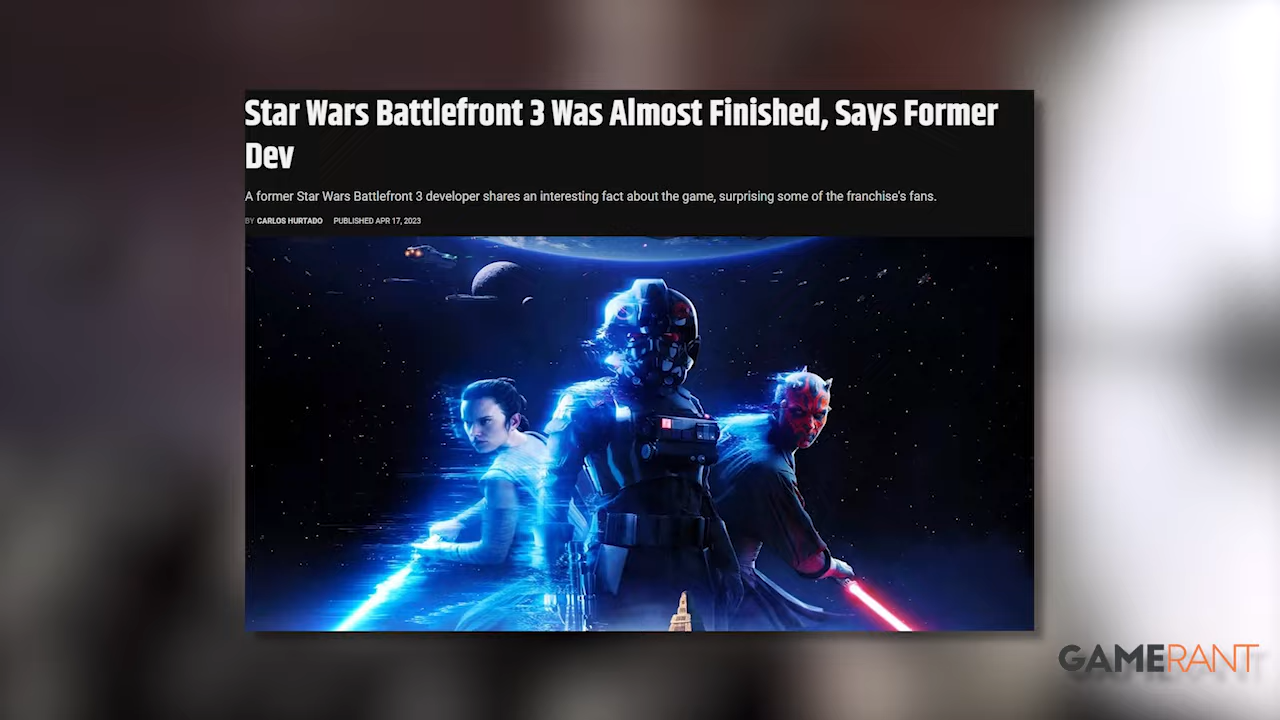 Star Wars Battlefront 3 Was Almost Finished, Says Former
Dev
A former Star Wars Battlefront 3 developer shares an interesting fact about the game, surprising some of the franchise's fans.
BY CARLOS HURTADO PUBLISHED APR 17, 2023
GAMERANT